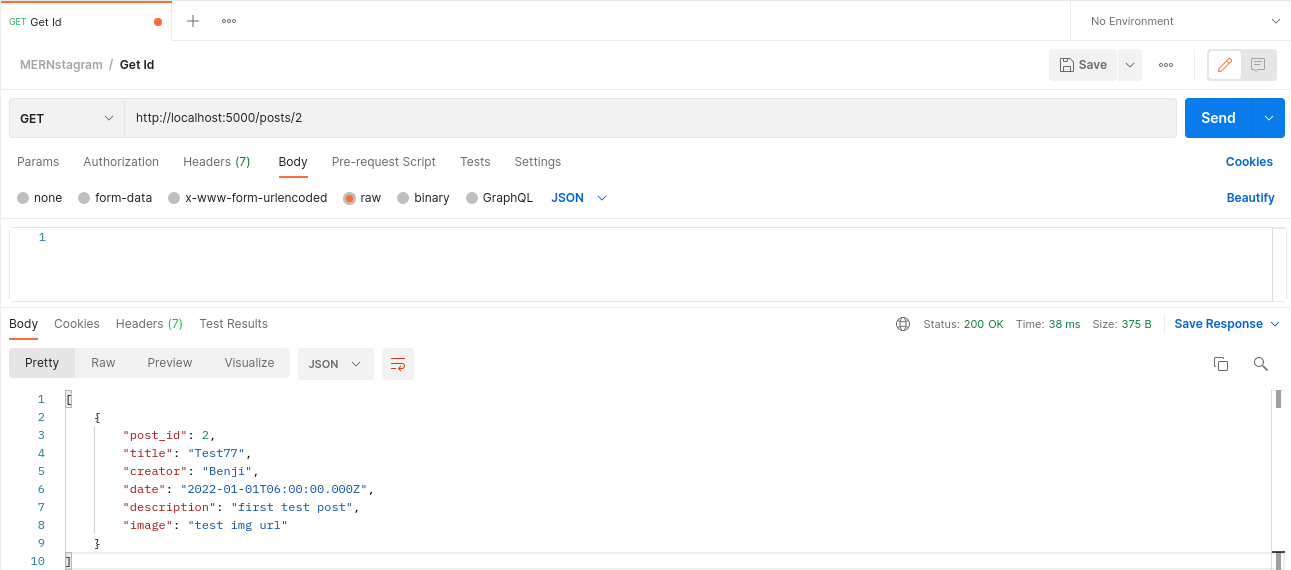 GET Get Id No Environment
MERNstagram / Get Id Save
GET http://localhost:5000/posts/2 Send
Params Authorization Headers (7) Body Pre-request Script Tests Settings Cookies
none form-data x-www-form-urlencoded raw binary GraphQL JSON Beautify
1
Body Cookies Headers (7) Test Results Status: 200 OK Time: 38 ms Size: 375 B Save Response
Pretty Raw Preview Visualize JSON
1 [
2 {
3 "post_id": 2,
4 "title": "Test77",
5 "creator": "Benji",
6 "date": "2022-01-01T06:00:00.000Z",
7 "description": "first test post",
8 "image": "test img url"
9 }
10 ]